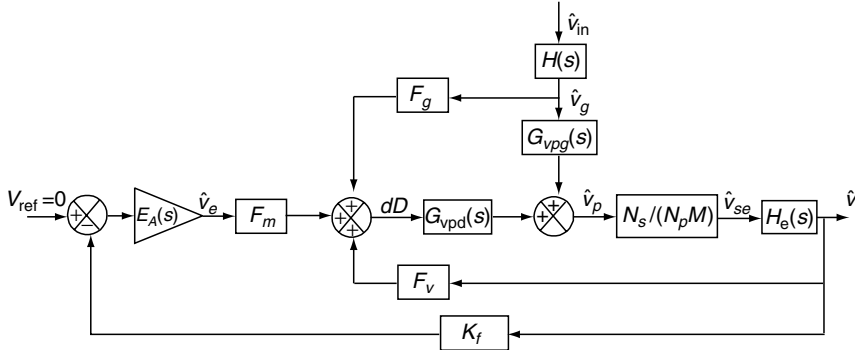 v̂in
H(s)
Fg
v̂g
Gvpg(s)
Vref=0
+
−
EA(s)
v̂e
Fm
+
+
+
dD
Gvpd(s)
+
+
v̂p
Ns/(NpM)
v̂se
He(s)
v̂
Fv
Kf